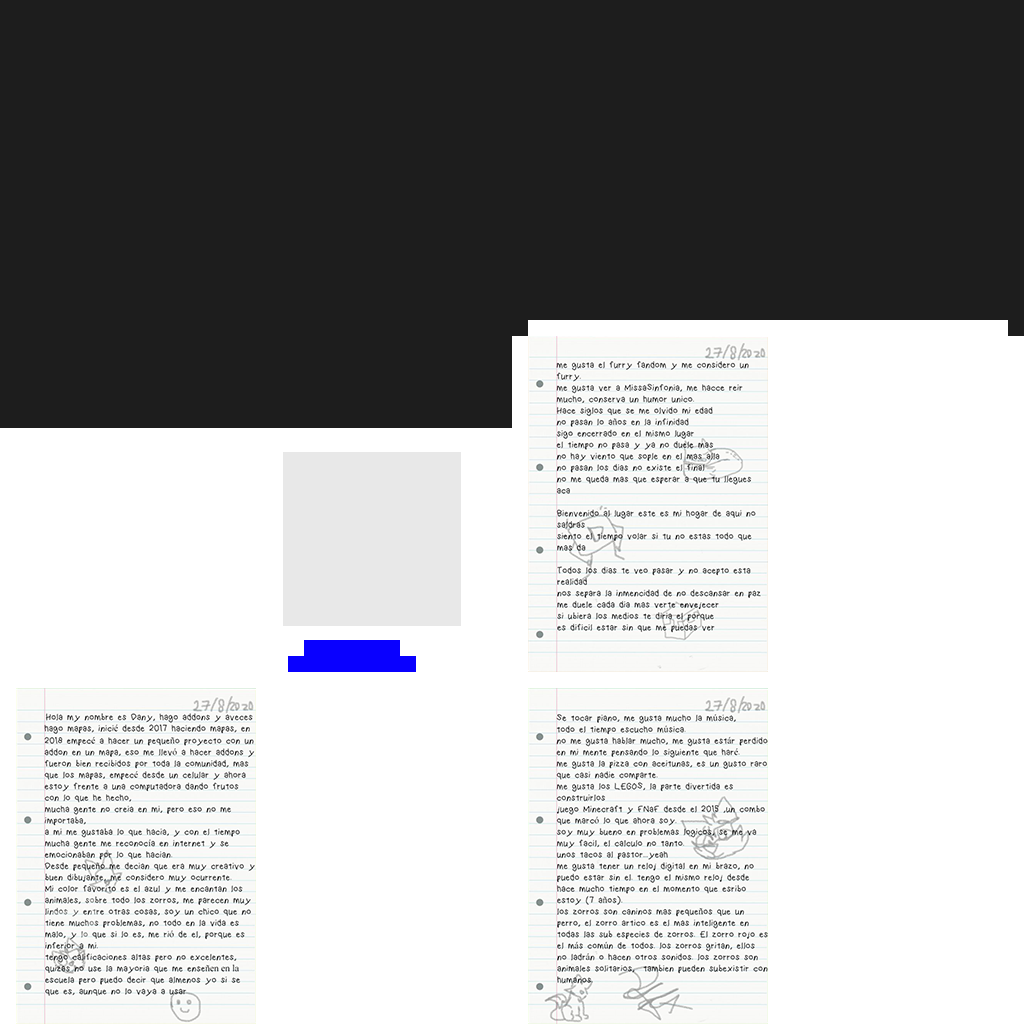 27/8/2020
me gusta el furry fandom y me considero un
furry.
me gusta ver a MissaSinfonia, me hacce reir
mucho, conserva un humor unico.
Hace siglos que se me olvido mi edad
no pasan lo años en la infinidad
sigo encerrado en el mismo lugar
el tiempo no pasa y ya no duele mas
no hay viento que sople en el mas alla
no pasan los dias no existe el final
no me queda mas que esperar a que tu llegues
aca
Bienvenido al lugar este es mi hogar de aqui no
saldras
siento el tiempo volar si tu no estas todo que
mas da
Todos los dias te veo pasar y no acepto esta
realidad
nos separa la inmencidad de no descansar en paz
me duele cada dia mas verte envejecer
si ubiera los medios te diria el porque
es dificil estar sin que me puedas ver
27/8/2020
Hola my nombre es Dany, hago addons y aveces
hago mapas, inicié desde 2017 haciendo mapas, en
2018 empecé a hacer un pequeño proyecto con un
addon en un mapa, eso me llevó a hacer addons y
fueron bien recibidos por toda la comunidad, mas
que los mapas, empecé desde un celular y ahora
estoy frente a una computadora dando frutos
con lo que he hecho,
mucha gente no creia en mi, pero eso no me
importaba,
a mi me gustaba lo que hacia, y con el tiempo
mucha gente me reconocía en internet y se
emocionaban por lo que hacian.
Desde pequeño me decian que era muy creativo y
buen dibujante, me considero muy ocurrente.
Mi color favorito es el azul y me encantan los
animales, sobre todo los zorros, me parecen muy
lindos y entre otras cosas, soy un chico que no
tiene muchos problemas, no todo en la vida es
malo, y lo que si lo es, me rió de el, porque es
inferior a mi.
tengo calificaciones altas pero no excelentes,
quizas no use la mayoria que me enseñen en la
escuela pero puedo decir que almenos yo si se
que es, aunque no lo vaya a usar.
27/8/2020
Se tocar piano, me gusta mucho la música,
todo el tiempo escucho música.
no me gusta hablar mucho, me gusta estár perdido
en mi mente pensando lo siguiente que haré.
me gusta la pizza con aceitunas, es un gusto raro
que casi nadie comparte.
me gusta los LEGOS, la parte divertida es
construirlos
juego Minecraft y FNaF desde el 2015 ,un combo
que marcó lo que ahora soy.
soy muy bueno en problemas logicos, se me va
muy facil, el calculo no tanto.
unos tacos al pastor...yeah
me gusta tener un reloj digital en mi brazo, no
puedo estar sin el. tengo el mismo reloj desde
hace mucho tiempo en el momento que esribo
estoy (7 años).
los zorros son caninos mas pequeños que un
perro, el zorro artico es el mas inteligente en
todas las sub especies de zorros. El zorro rojo es
el más común de todos. los zorros gritan, ellos
no ladran o hacen otros sonidos. los zorros son
animales solitarios, tambien pueden subexistir con
humanos.